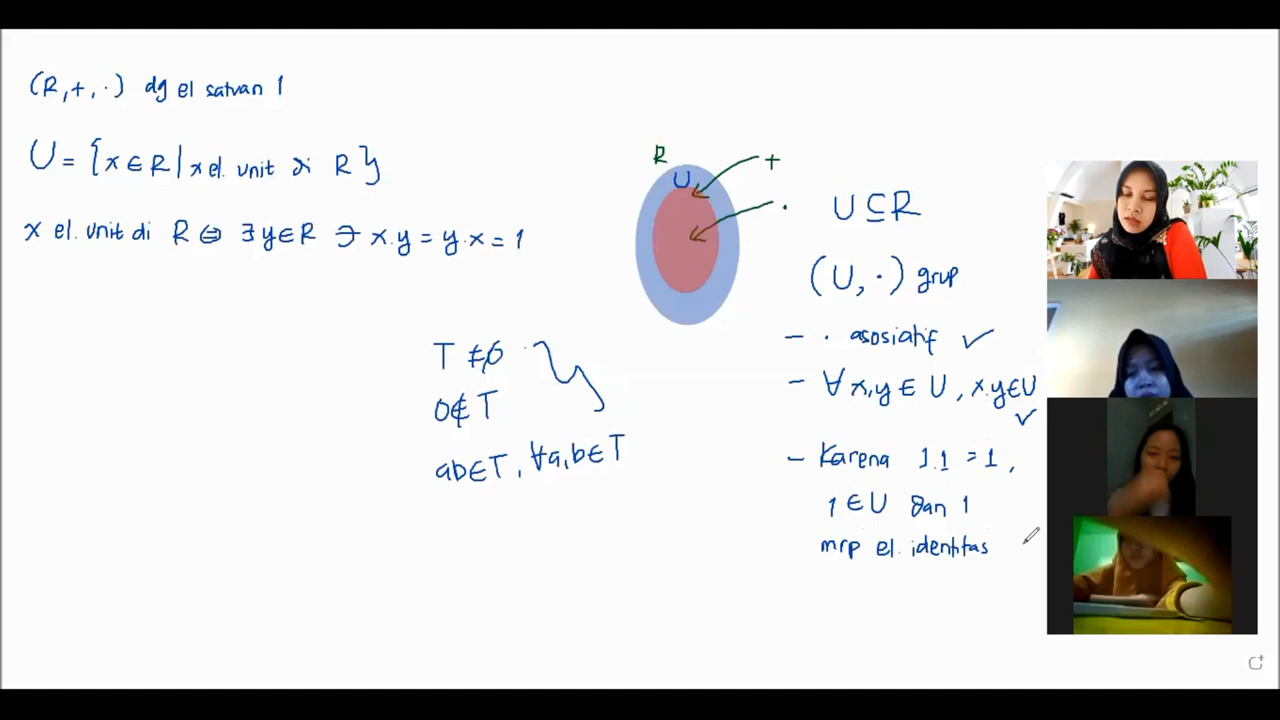 (R, +, ·) dg el satuan 1
U = {x ∈ R | x el. unit di R}
x el. unit di R ⇔ ∃ y ∈ R ∋ x.y = y.x = 1
R
U
+
·
U ⊆ R
(U, ·) grup
- · asosiatif ✓
- ∀ x,y ∈ U, x.y ∈ U ✓
- Karena 1.1 = 1,
1 ∈ U dan 1
mrp el. identitas
T ≠ ∅
0 ∉ T
ab ∈ T, ∀a,b ∈ T